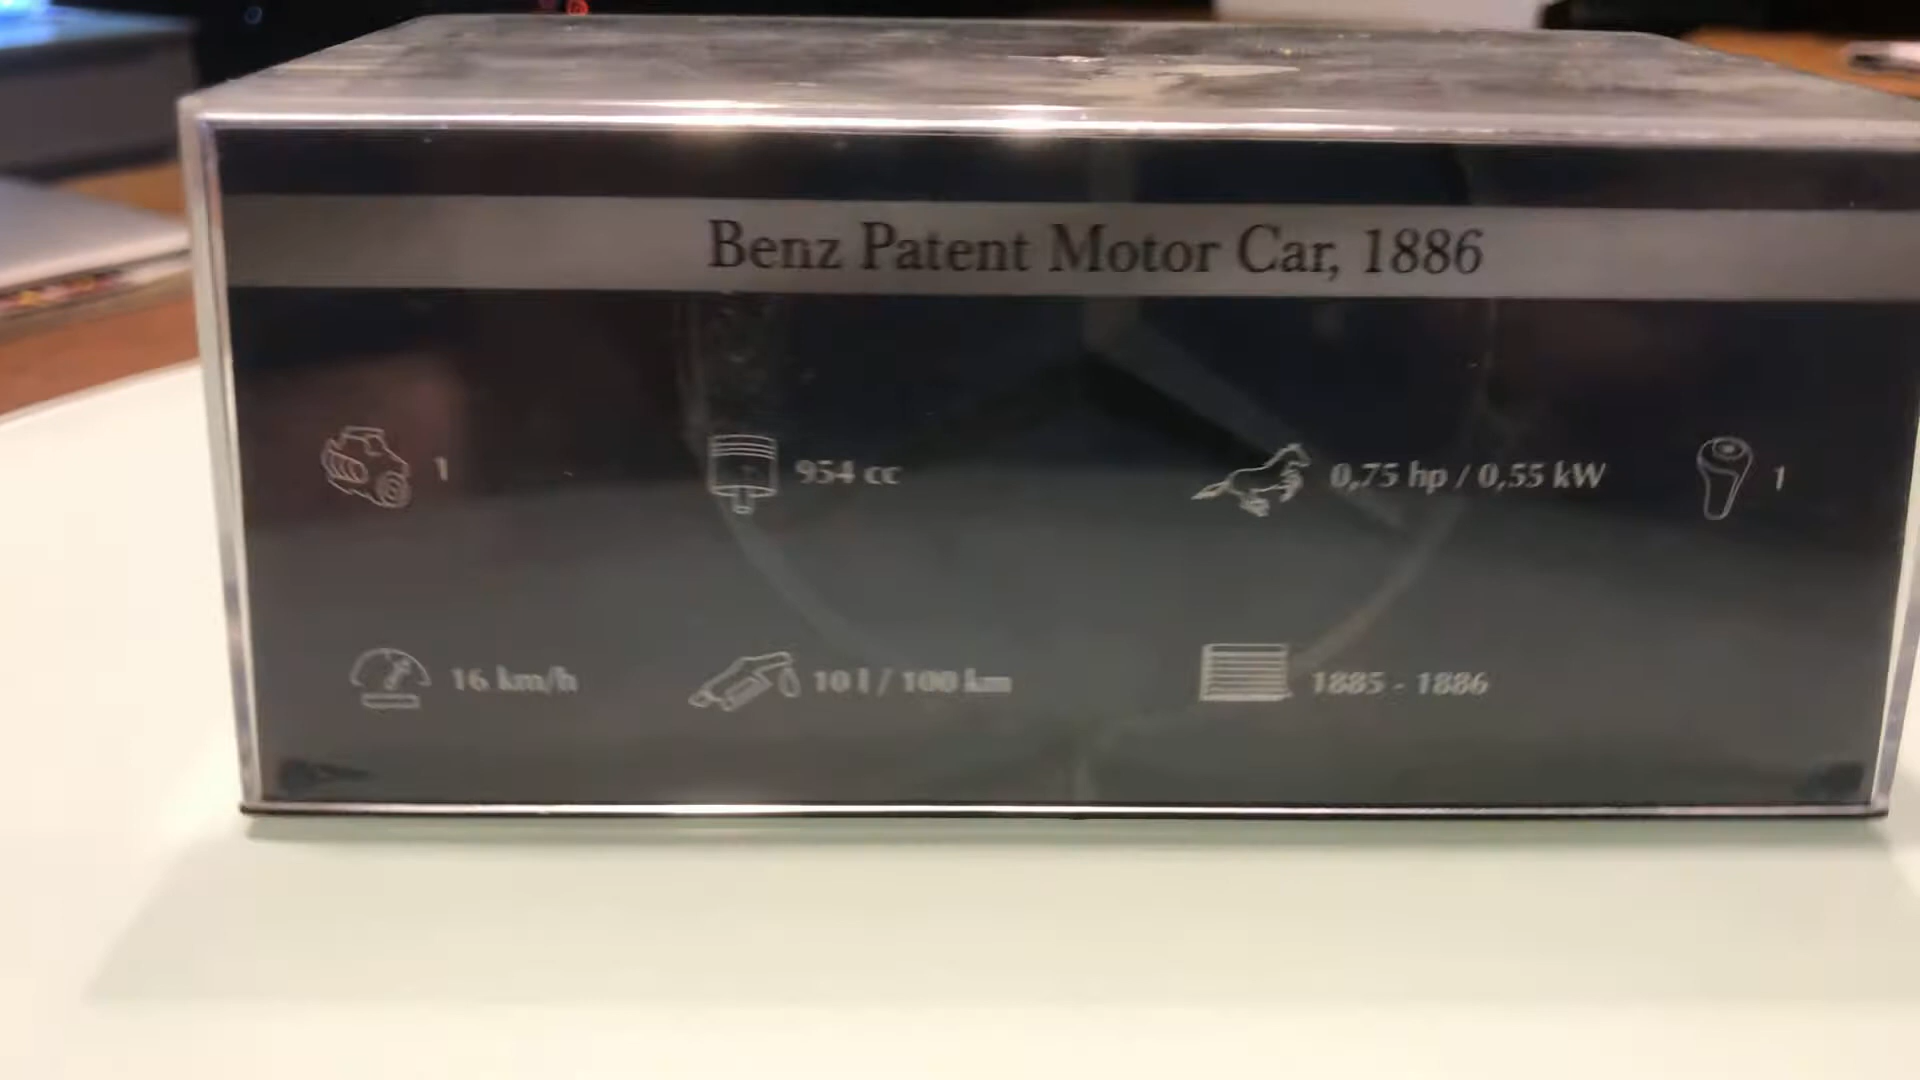 Benz Patent Motor Car, 1886
1 954 cc 0,75 hp / 0,55 kW 1
16 km/h 10 l / 100 km 1885 - 1886